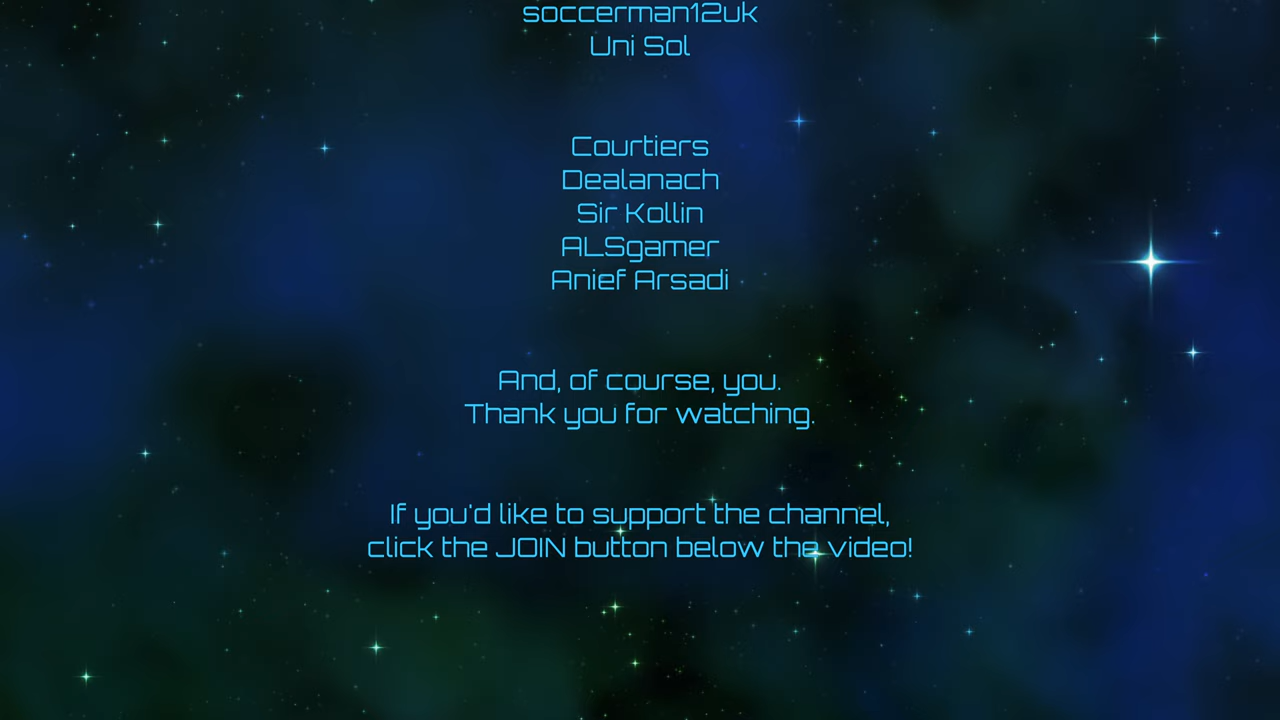 soccerman12uk
Uni Sol
Courtiers
Dealanach
Sir Kollin
ALSgamer
Anief Arsadi
And, of course, you.
Thank you for watching.
If you'd like to support the channel,
click the JOIN button below the video!